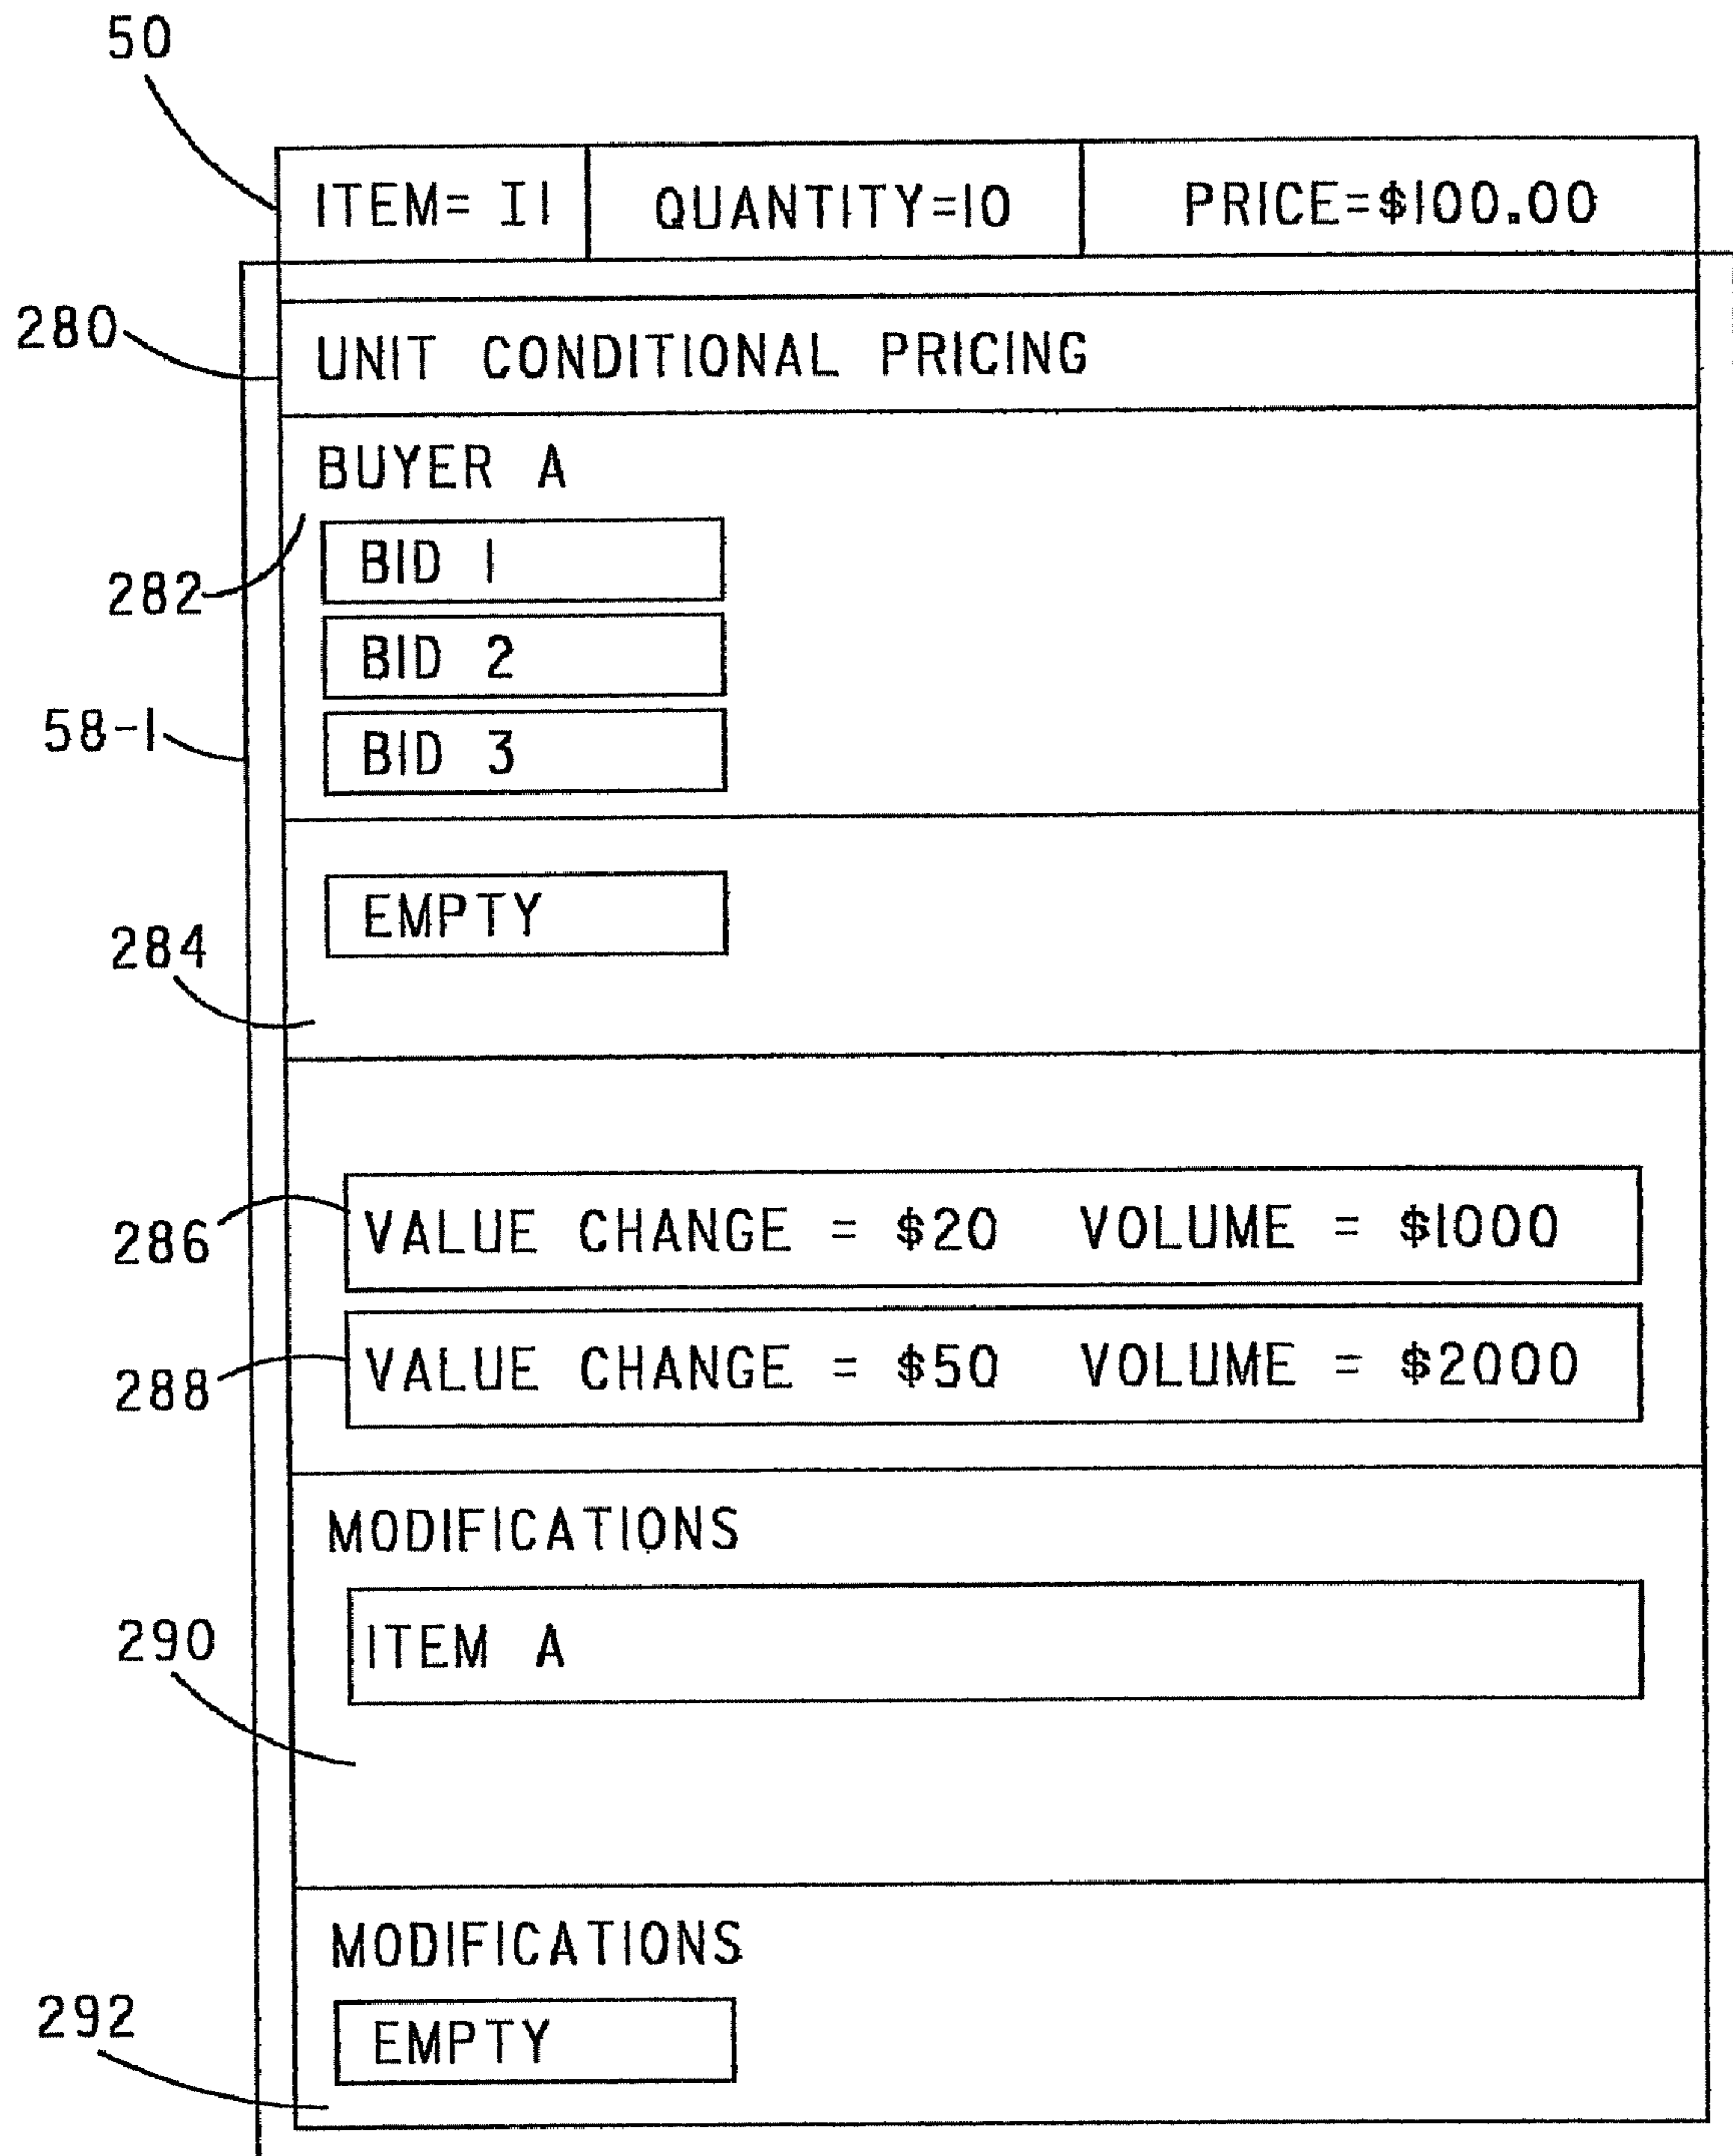 50
ITEM= I1 QUANTITY=10 PRICE=$100.00
280
UNIT CONDITIONAL PRICING
BUYER A
BID 1
282
BID 2
58-1
BID 3
EMPTY
284
286
VALUE CHANGE = $20 VOLUME = $1000
288
VALUE CHANGE = $50 VOLUME = $2000
MODIFICATIONS
290
ITEM A
MODIFICATIONS
292
EMPTY